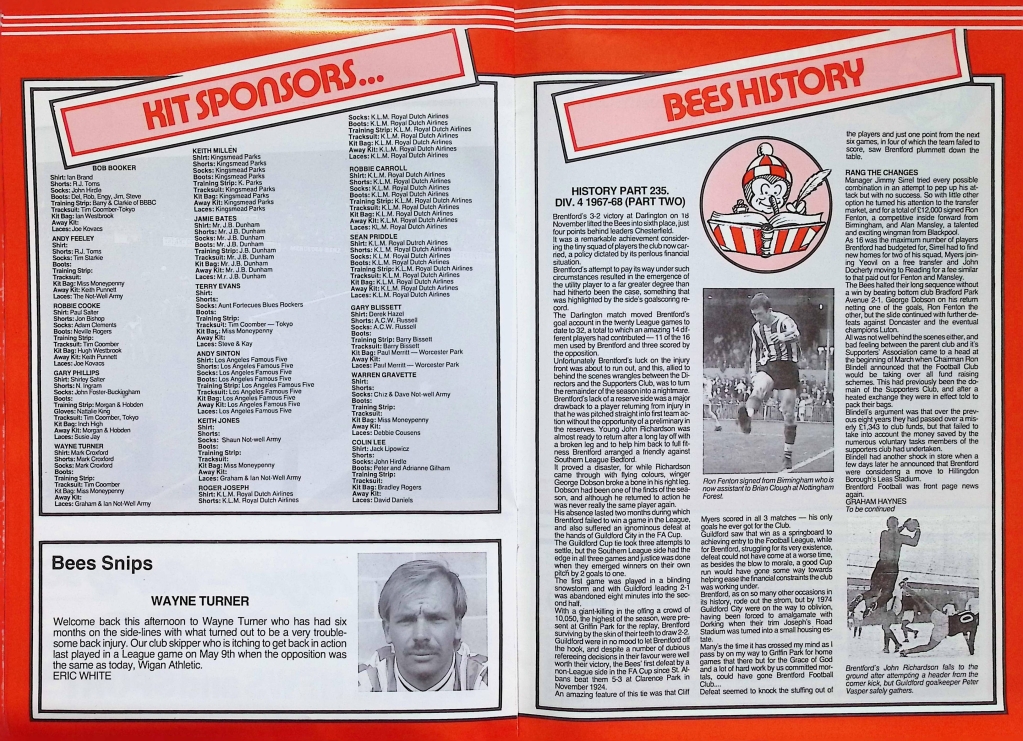 KIT SPONSORS...
BOB BOOKER
Shirt: Ian Brand
Shorts: R.J. Toms
Socks: John Hirdle
Boots: Del, Rob, Engy, Jim, Steve
Training Strip: Barry & Clarkie of BBBC
Tracksuit: Tim Coomber-Tokyo
Kit Bag: Ian Westbrook
Away Kit:
Laces: Joe Kovacs
ANDY FEELEY
Shirt:
Shorts: R.J. Toms
Socks: Tim Starkie
Boots:
Training Strip:
Tracksuit:
Kit Bag: Miss Moneypenny
Away Kit: Keith Punnett
Laces: The Not-Well Army
ROBBIE COOKE
Shirt: Paul Salter
Shorts: Jon Bishop
Socks: Adam Clements
Boots: Neville Rogers
Training Strip:
Tracksuit: Tim Coomber
Kit Bag: Hugh Westbrook
Away Kit: Keith Punnett
Laces: Joe Kovacs
GARY PHILLIPS
Shirt: Shirley Salter
Shorts: N. Ingram
Socks: John Foster-Buckingham
Boots:
Training Strip: Morgan & Hobden
Gloves: Natalie King
Tracksuit: Tim Coomber, Tokyo
Kit Bag: Inch High
Away Kit: Morgan & Hobden
Laces: Susie Jay
WAYNE TURNER
Shirt: Mark Croxford
Shorts: Mark Croxford
Socks: Mark Croxford
Boots:
Training Strip:
Tracksuit: Tim Coomber
Kit Bag: Miss Moneypenny
Away Kit:
Laces: Graham & Ian Not-Well Army
KEITH MILLEN
Shirt: Kingsmead Parks
Shorts: Kingsmead Parks
Socks: Kingsmead Parks
Boots: Kingsmead Parks
Training Strip: K. Parks
Tracksuit: Kingsmead Parks
Kit Bag: Kingsmead Parks
Away Kit: Kingsmead Parks
Laces: Kingsmead Parks
JAMIE BATES
Shirt: Mr. J.B. Dunham
Shorts: Mr. J.B. Dunham
Socks: Mr. J.B. Dunham
Boots: Mr. J.B. Dunham
Training Strip: J.B. Dunham
Tracksuit: Mr. J.B. Dunham
Kit Bag: Mr. J.B. Dunham
Away Kit: Mr. J.B. Dunham
Laces: M.r J.B. Dunham
TERRY EVANS
Shirt:
Shorts:
Socks: Aunt Fortecues Blues Rockers
Boots:
Training Strip:
Tracksuit: Tim Coomber — Tokyo
Kit Bag: Miss Moneypenny
Away Kit:
Laces: Steve & Kay
ANDY SINTON
Shirt: Los Angeles Famous Five
Shorts: Los Angeles Famous Five
Socks: Los Angeles Famous Five
Boots: Los Angeles Famous Five
Training Strip: Los Angeles Famous Five
Tracksuit: Los Angeles Famous Five
Kit Bag: Los Angeles Famous Five
Away Kit: Los Angeles Famous Five
Laces: Los Angeles Famous Five
KEITH JONES
Shirt:
Shorts:
Socks: Shaun Not-well Army
Boots:
Training Strip:
Tracksuit:
Kit Bag: Miss Moneypenny
Away Kit:
Laces: Graham & Ian Not-Well Army
ROGER JOSEPH
Shirt: K.L.M. Royal Dutch Airlines
Shorts: K.L.M. Royal Dutch Airlines
Socks: K.L.M. Royal Dutch Airlines
Boots: K.L.M. Royal Dutch Airlines
Training Strip: K.L.M. Royal Dutch Airlines
Tracksuit: K.L.M. Royal Dutch Airlines
Kit Bag: K.L.M. Royal Dutch Airlines
Away Kit: K.L.M. Royal Dutch Airlines
Laces: K.L.M. Royal Dutch Airlines
ROBBIE CARROLL
Shirt: K.L.M. Royal Dutch Airlines
Shorts: K.L.M. Royal Dutch Airlines
Socks: K.L.M. Royal Dutch Airlines
Boots: K.L.M. Royal Dutch Airlines
Training Strip: K.L.M. Royal Dutch Airlines
Tracksuit: K.L.M. Royal Dutch Airlines
Kit Bag: K.L.M. Royal Dutch Airlines
Away Kit: K.L.M. Royal Dutch Airlines
Laces: KL.M. Royal Dutch Airlines
SEAN PRIDDLE
Shirt: K.L.M. Royal Dutch Airlines
Shorts: K.L.M. Royal Dutch Airlines
Socks: K.L.M. Royal Dutch Airlines
Boots: K.L.M. Royal Dutch Airlines
Training Strip: K.L.M. Royal Dutch Airlines
Tracksuit: K.L.M. Royal Dutch Airlines
Kit Bag: K.L.M. Royal Dutch Airlines
Away Kit: K.L.M. Royal Dutch Airlines
Laces: K.L.M. Royal Dutch Airlines
GARY BLISSETT
Shirt: Derek Hazel
Shorts: A.C.W. Russell
Socks: A.C.W. Russell
Boots:
Training Strip: Barry Bissett
Tracksuit: Barry Bissett
Kit Bag: Paul Merritt — Worcester Park
Away Kit:
Laces: Paul Merritt — Worcester Park
WARREN GRAVETTE
Shirt:
Shorts:
Socks: Chiz & Dave Not-well Army
Boots:
Training Strip:
Tracksuit:
Kit Bag: Miss Moneypenny
Away Kit:
Laces: Debbie Cousens
COLIN LEE
Shirt: Jack Lipowicz
Shorts:
Socks: John Hirdle
Boots: Peter and Adrianne Gilham
Training Strip:
Tracksuit:
Kit Bag: Bradley Rogers
Away Kit:
Laces: David Daniels
Bees Snips
WAYNE TURNER
Welcome back this afternoon to Wayne Turner who has had six
months on the side-lines with what turned out to be a very trouble-
some back injury. Our club skipper who is itching to get back in action
last played in a League game on May 9th when the opposition was
the same as today, Wigan Athletic.
ERIC WHITE
BEES HISTORY
HISTORY PART 235.
DIV. 4 1967-68 (PART TWO)
Brentford's 3-2 victory at Darlington on 18
November lifted the Bees into sixth place, just
four points behind leaders Chesterfield.
It was a remarkable achievement consider-
ing the tiny squad of players the club now car-
ried, a policy dictated by its perilous financial
situation.
Brentford's attempt to pay its way under such
circumstances resulted in the emergence of
the utility player to a far greater degree than
had hitherto been the case, something that
was highlighted by the side's goalscoring re-
cord.
The Darlington match moved Brentford's
goal account in the twenty League games to
date to 32, a total to which an amazing 14 dif-
ferent players had contributed — 11 of the 16
men used by Brentford and three scored by
the opposition.
Unfortunately Brentford's luck on the injury
front was about to run out, and this, allied to
behind the scenes wrangles between the Di-
rectors and the Supporters Club, was to turn
the remainder of the season into a nightmare.
Brentford's lack of a reserve side was a major
drawback to a player returning from injury in
that he was pitched straight into first team ac-
tion without the opportunity of a preliminary in
the reserves. Young John Richardson was
almost ready to return after a long lay off with
a broken leg and to help his push to full fit-
ness Brentford arranged a friendly against
Southern League Bedford.
It proved a disaster, for while Richardson
came through with flying colours, winger
George Dobson broke a bone in his right leg.
Dobson had been one of the finds of the sea-
son, and although he returned to action he
was never really the same player again.
His absence lasted two months during which
Brentford failed to win a game in the League,
and also suffered an ignominous defeat at
the hands of Guildford City in the FA Cup.
The Guildford Cup tie took three attempts to
settle, but the Southern League side had the
edge in all three games and justice was done
when they emerged winners on their own
pitch by 2 goals to one.
The first game was played in a blinding
snowstorm and with Guildford leading 2-1
was abandoned eight minutes into the sec-
ond half.
With a giant-killing in the offing a crowd of
10,050, the highest of the season, were pre-
sent at Griffin Park for the replay, Brentford
surviving by the skin of their teeth to draw 2-2.
Guildford were in no mood to let Brentford off
the hook, and despite a number of dubious
refereeing decisions in their favour were well
worth their victory, the Bees' first defeat by a
non-League side in the FA Cup since St. Al-
bans beat them 5-3 at Clarence Park in
November 1924.
An amazing feature of this tie was that Cliff
Ron Fenton signed from Birmingham who is
now assistant to Brian Clough at Nottingham
Forest.
Myers scored in all 3 matches — his only
goals he ever got for the Club.
Guildford saw that win as a springboard to
achieving entry to the Football League, while
for Brentford, struggling for its very existence,
defeat could not have come at a worse time,
as besides the blow to morale, a good Cup
run would have gone some way towards
helping ease the financial constraints the club
was working under.
Brentford, as on so many other occasions in
its history, rode out the strom, but by 1974
Guildford City were on the way to oblivion,
having been forced to amalgamate with
Dorking when their trim Joseph's Road
Stadium was turned into a small housing es-
tate.
Many's the time it has crossed my mind as I
pass by on my way to Griffin Park for home
games that there but for the Grace of God
and a lot of hard work by us committed mor-
tals, could have gone Brentford Football
Club....
Defeat seemed to knock the stuffing out of
the players and just one point from the next
six games, in four of which the team failed to
score, saw Brentford plummett down the
table.
RANG THE CHANGES
Manager Jimmy Sirrel tried every possible
combination in an attempt to pep up his at-
tack but with no success. So with little other
option he turned his attention to the transfer
market, and for a total of £12,000 signed Ron
Fenton, a competitive inside forward from
Birmingham, and Alan Mansley, a talented
and exciting wingman from Blackpool.
As 16 was the maximum number of players
Brentford had budgeted for, Sirrel had to find
new homes for two of his squad, Myers join-
ing Yeovil on a free transfer and John
Docherty moving to Reading for a fee similar
to that paid out for Fenton and Mansley.
The Bees halted their long sequence without
a win by beating bottom club Bradford Park
Avenue 2-1. George Dobson on his return
netting one of the goals, Ron Fenton the
other, but the slide continued with further de-
feats against Doncaster and the eventual
champions Luton.
All was not well behind the scenes either, and
bad feeling between the parent club and it's
Supporters' Association came to a head at
the beginning of March when Chairman Ron
Blindell announced that the Football Club
would be taking over all fund raising
schemes. This had previously been the do-
main of the Supporters Club, and after a
heated exchange they were in effect told to
pack their bags.
Blindell's argument was that over the prev-
ous eight years they had passed over a mis-
erly £1,343 to club funds, but that failed to
take into account the money saved by the
numerous voluntary tasks members of the
supporters club had undertaken.
Blindell had another shock in store when a
few days later he announced that Brentford
were considering a move to Hillingdon
Borough's Leas Stadium.
Brentford Football was front page news
again.
GRAHAM HAYNES
To be continued
Brentford's John Richardson falls to the
ground after attempting a header from the
corner kick, but Guildford goalkeeper Peter
Vasper safely gathers.